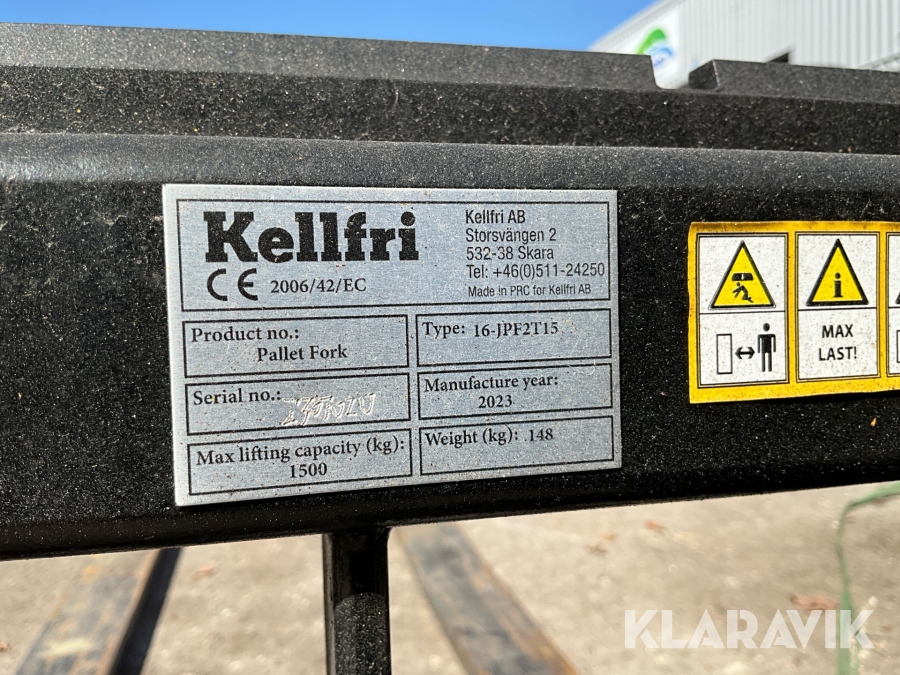 Kellfri
CE 2006/42/EC
Kellfri AB
Storsvängen 2
532-38 Skara
Tel: +46(0)511-24250
Made in PRC for Kellfri AB
Product no.:
Pallet Fork
Type: 16-JPF2T15
Serial no.:
Manufacture year:
2023
Max lifting capacity (kg):
1500
Weight (kg): 148
MAX
LAST!
KLARAVIK